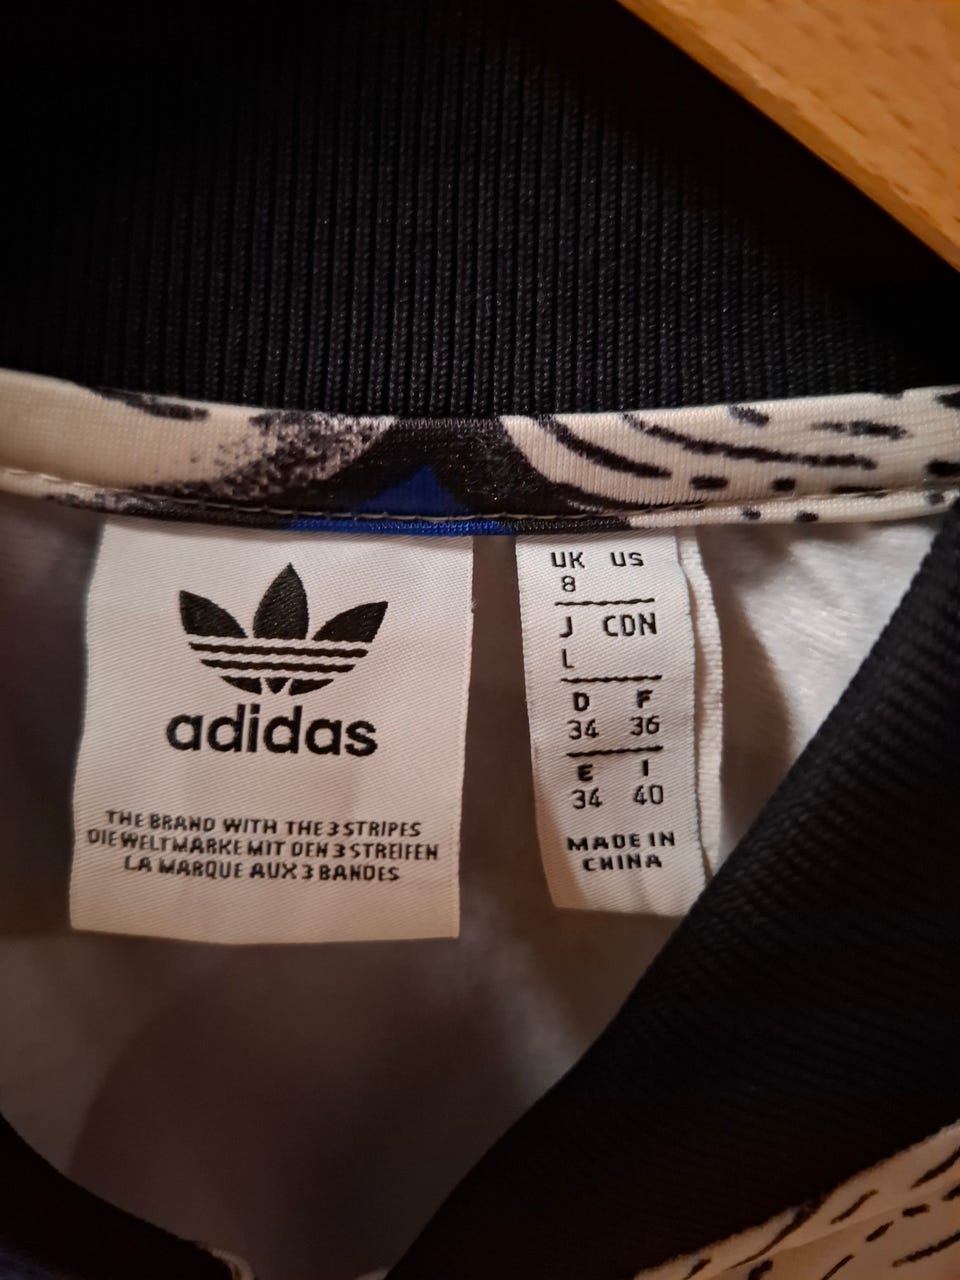 adidas
THE BRAND WITH THE 3 STRIPES
DIE WELTMARKE MIT DEN 3 STREIFEN
LA MARQUE AUX 3 BANDES
UK US
8
J CDN
L
D F
34 36
E I
34 40
MADE IN
CHINA